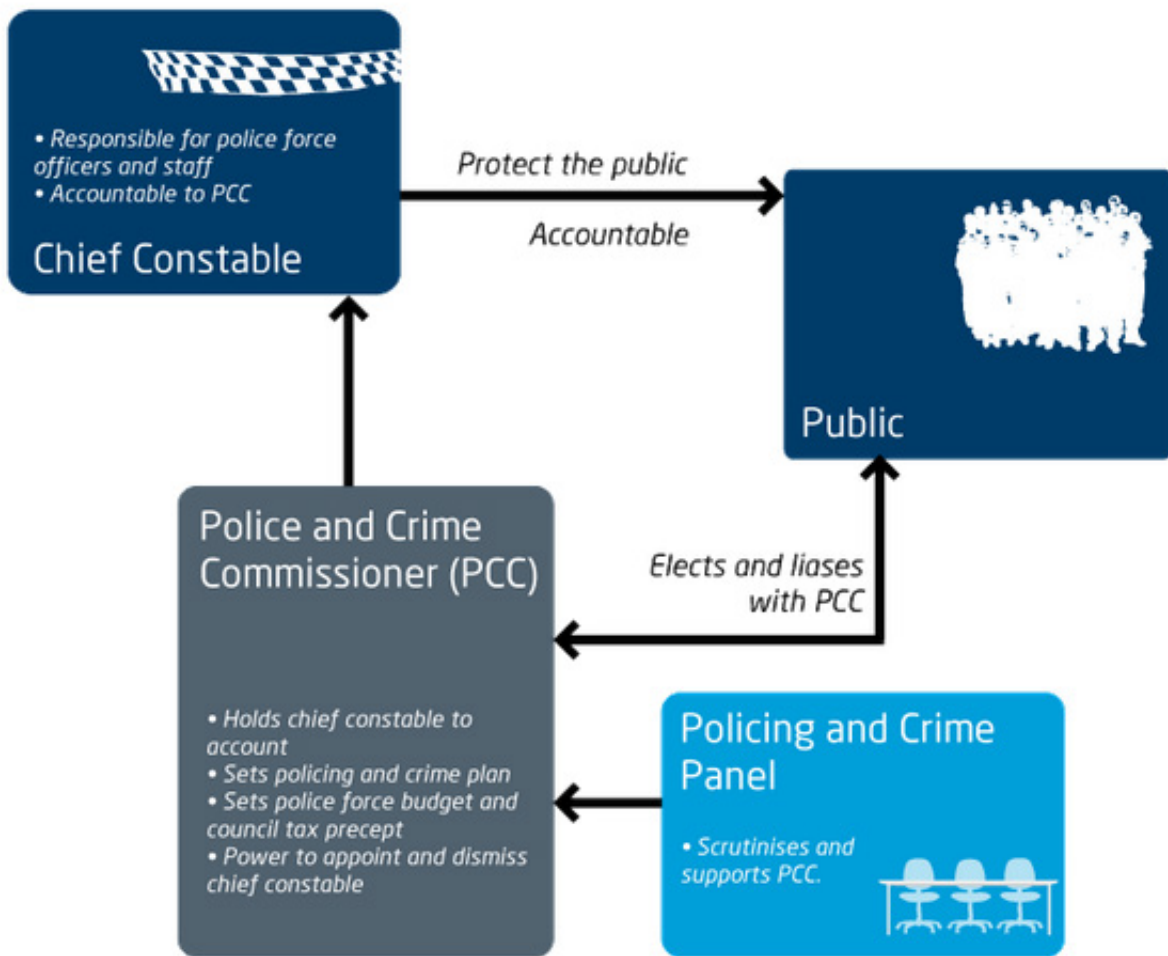 • Responsible for police force
officers and staff
• Accountable to PCC
Chief Constable
Protect the public
Accountable
Public
Police and Crime
Commissioner (PCC)
• Holds chief constable to
account
• Sets policing and crime plan
• Sets police force budget and
council tax precept
• Power to appoint and dismiss
chief constable
Elects and liases
with PCC
Policing and Crime
Panel
• Scrutinises and
supports PCC.